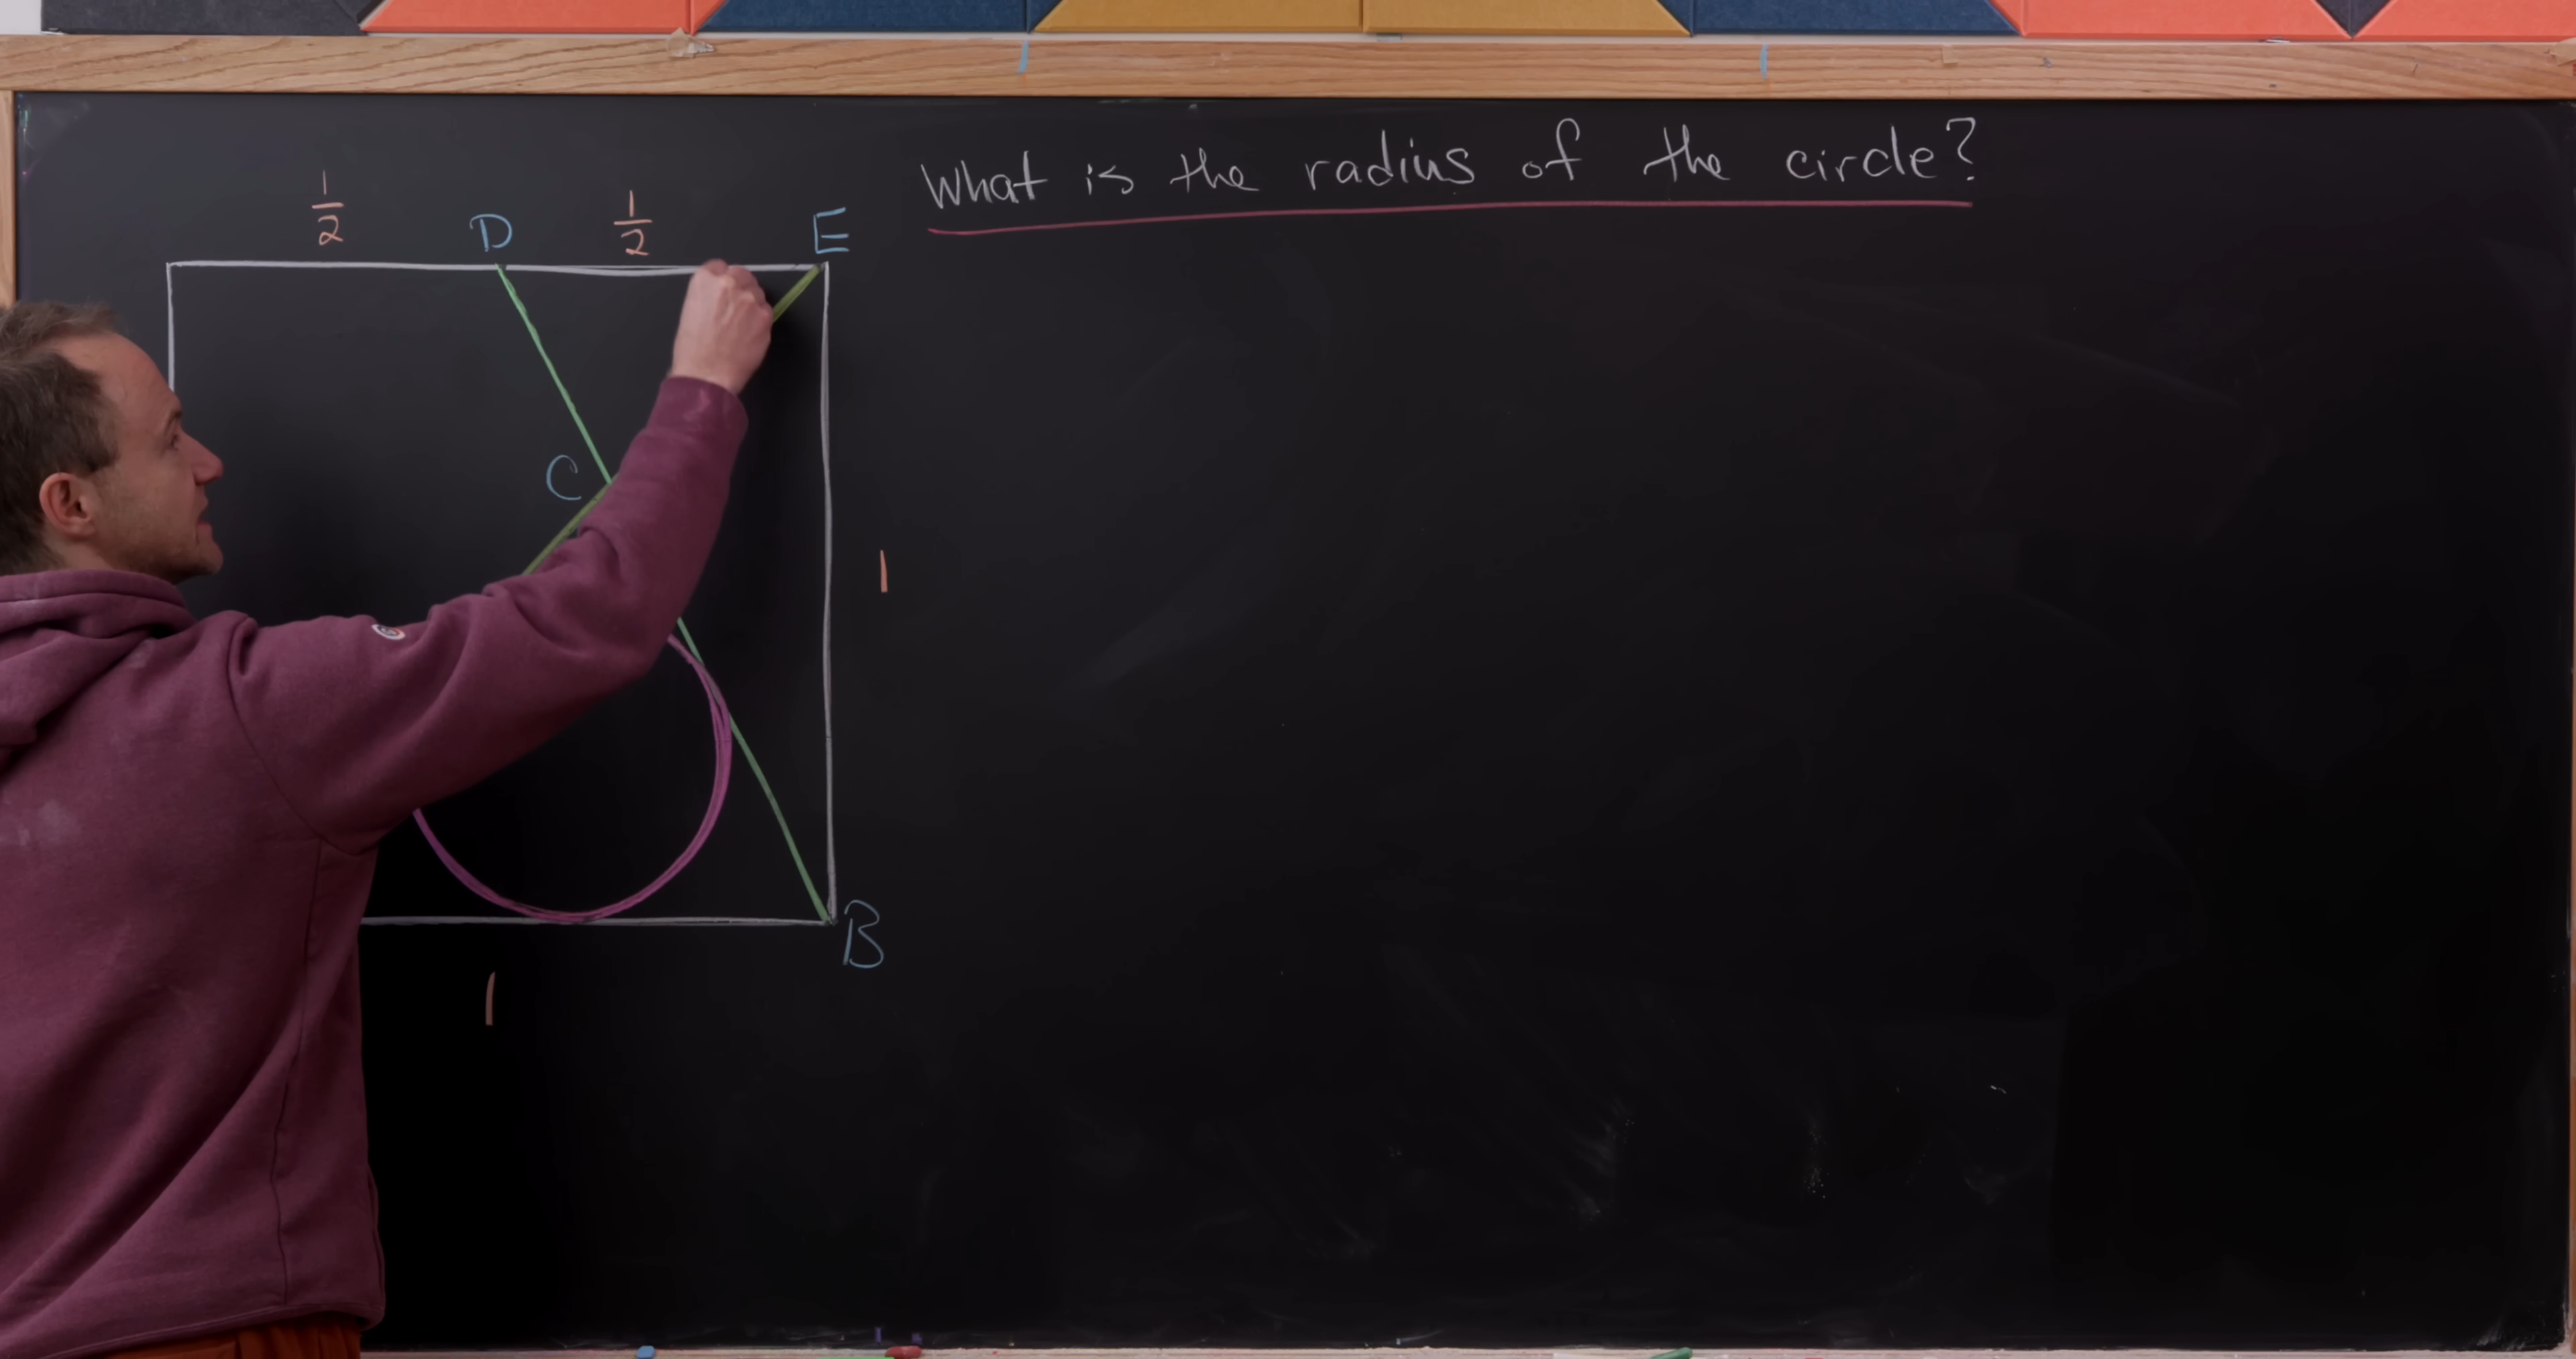 What is the radius of the circle?
1/2
D
1/2
E
C
1
B
1